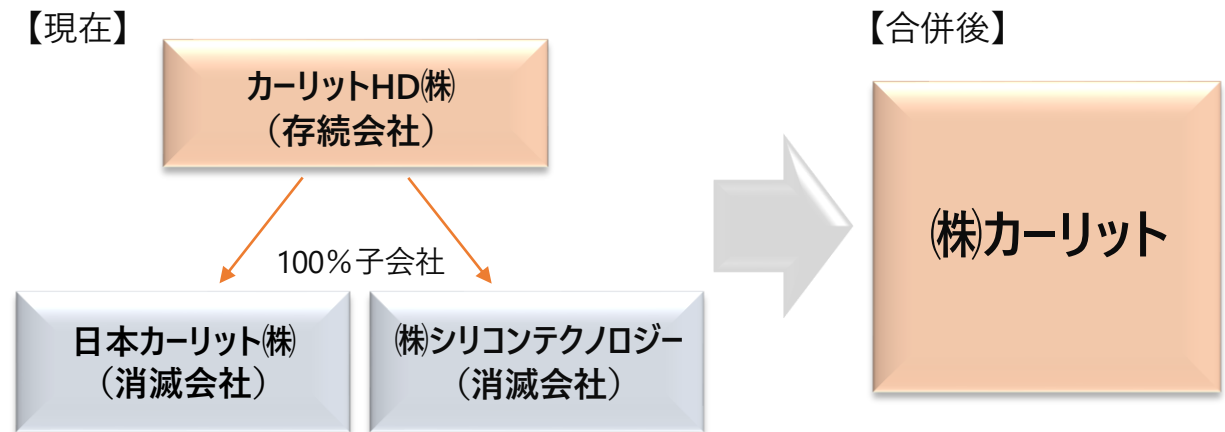 【現在】
カーリットHD㈱
（存続会社）
100％子会社
日本カーリット㈱
（消滅会社）
㈱シリコンテクノロジー
（消滅会社）
【合併後】
㈱カーリット